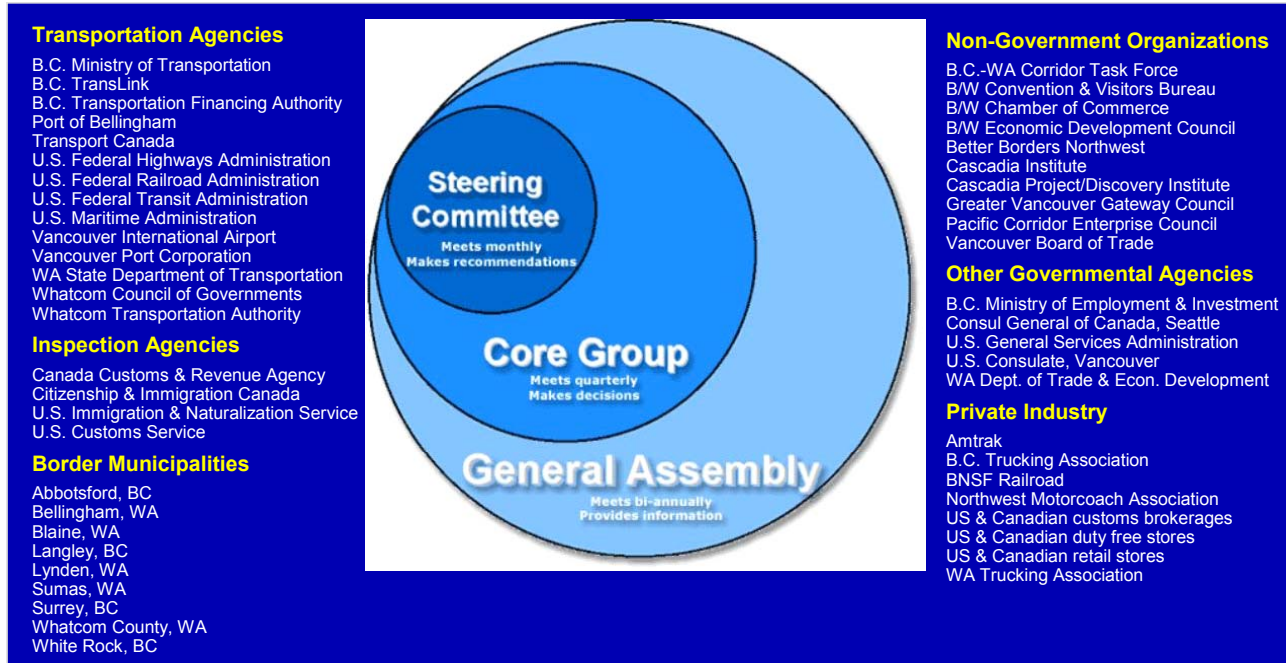 Transportation Agencies
B.C. Ministry of Transportation
B.C. TransLink
B.C. Transportation Financing Authority
Port of Bellingham
Transport Canada
U.S. Federal Highways Administration
U.S. Federal Railroad Administration
U.S. Federal Transit Administration
U.S. Maritime Administration
Vancouver International Airport
Vancouver Port Corporation
WA State Department of Transportation
Whatcom Council of Governments
Whatcom Transportation Authority
Inspection Agencies
Canada Customs & Revenue Agency
Citizenship & Immigration Canada
U.S. Immigration & Naturalization Service
U.S. Customs Service
Border Municipalities
Abbotsford, BC
Bellingham, WA
Blaine, WA
Langley, BC
Lynden, WA
Sumas, WA
Surrey, BC
Whatcom County, WA
White Rock, BC
Steering
Committee
Meets monthly
Makes recommendations
Core Group
Meets quarterly
Makes decisions
General Assembly
Meets bi-annually
Provides information
Non-Government Organizations
B.C.-WA Corridor Task Force
B/W Convention & Visitors Bureau
B/W Chamber of Commerce
B/W Economic Development Council
Better Borders Northwest
Cascadia Institute
Cascadia Project/Discovery Institute
Greater Vancouver Gateway Council
Pacific Corridor Enterprise Council
Vancouver Board of Trade
Other Governmental Agencies
B.C. Ministry of Employment & Investment
Consul General of Canada, Seattle
U.S. General Services Administration
U.S. Consulate, Vancouver
WA Dept. of Trade & Econ. Development
Private Industry
Amtrak
B.C. Trucking Association
BNSF Railroad
Northwest Motorcoach Association
US & Canadian customs brokerages
US & Canadian duty free stores
US & Canadian retail stores
WA Trucking Association